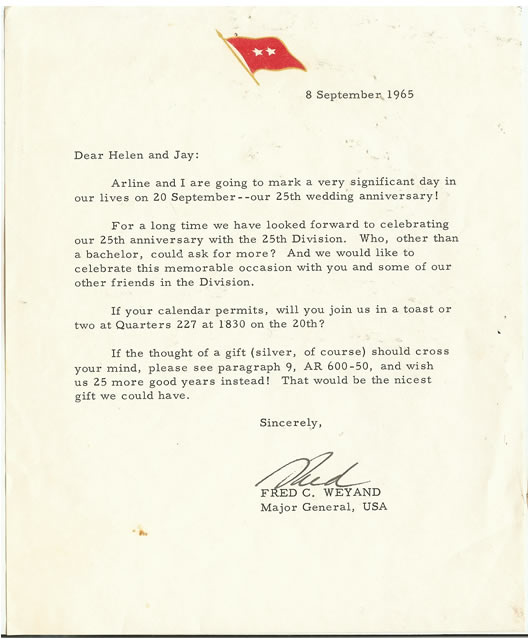 8 September 1965
Dear Helen and Jay:
Arline and I are going to mark a very significant day in
our lives on 20 September--our 25th wedding anniversary!
For a long time we have looked forward to celebrating
our 25th anniversary with the 25th Division. Who, other than
a bachelor, could ask for more? And we would like to
celebrate this memorable occasion with you and some of our
other friends in the Division.
If your calendar permits, will you join us in a toast or
two at Quarters 227 at 1830 on the 20th?
If the thought of a gift (silver, of course) should cross
your mind, please see paragraph 9, AR 600-50, and wish
us 25 more good years instead! That would be the nicest
gift we could have.
Sincerely,
Fred
FRED C. WEYAND
Major General, USA